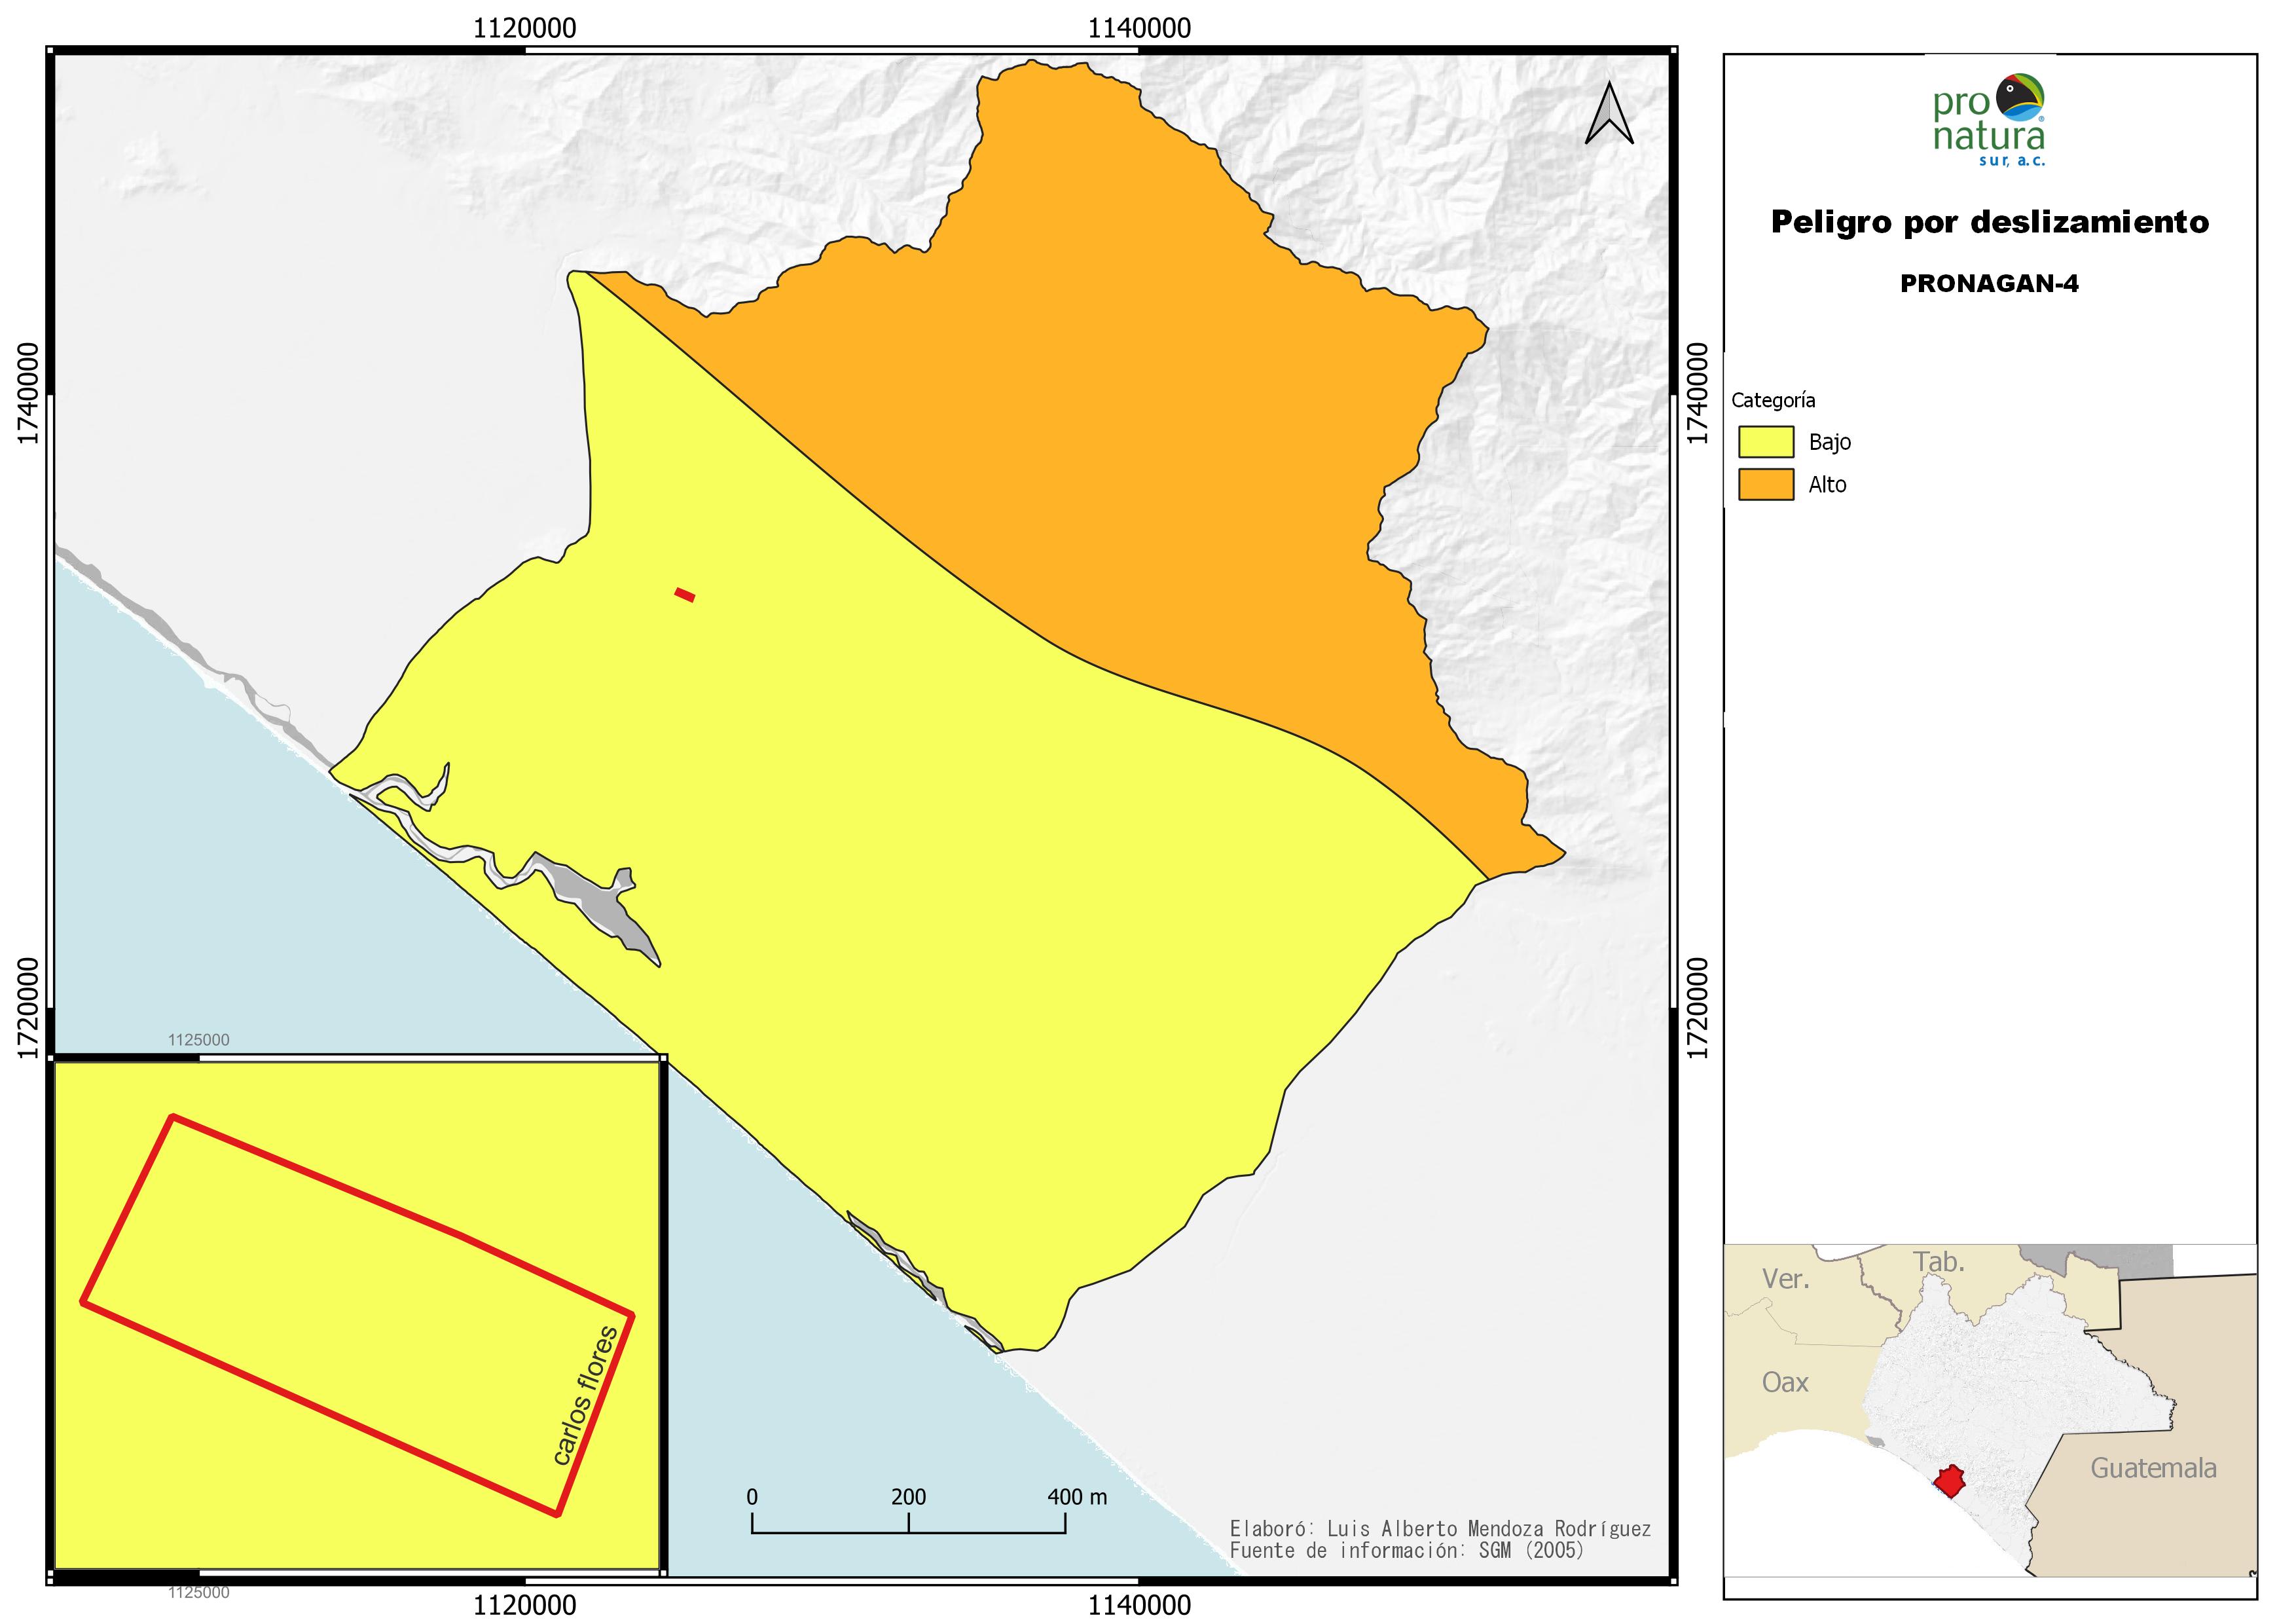 1120000
1140000
1740000
1720000
1740000
1720000
1125000
carlos flores
1125000
1120000
1140000
0 200 400 m
Elaboró: Luis Alberto Mendoza Rodríguez
Fuente de información: SGM (2005)
pro
natura
sur, a.c.
Peligro por deslizamiento
PRONAGAN-4
Categoría
Bajo
Alto
Ver.
Tab.
Oax
Guatemala